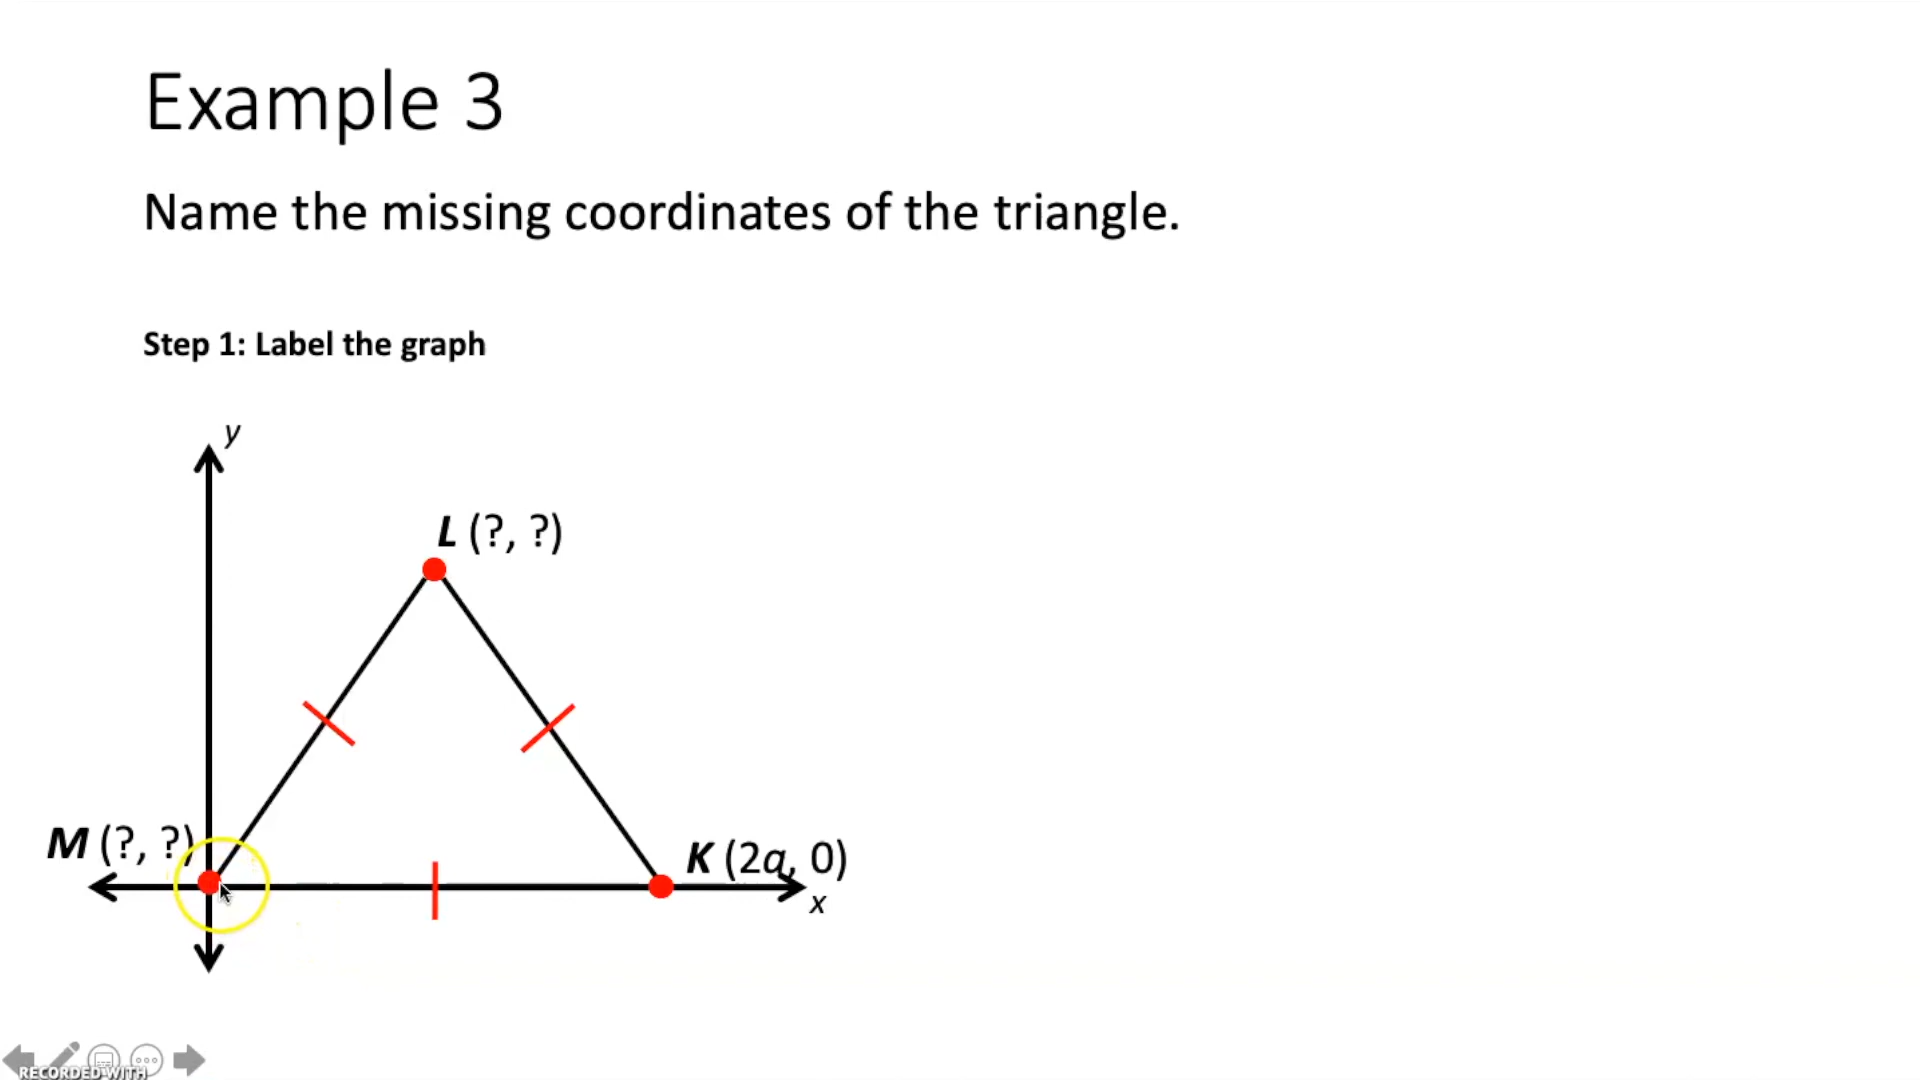 Example 3
Name the missing coordinates of the triangle.
Step 1: Label the graph
y
L (?, ?)
M (?, ?)
K (2a, 0)
x
RECORDED WITH